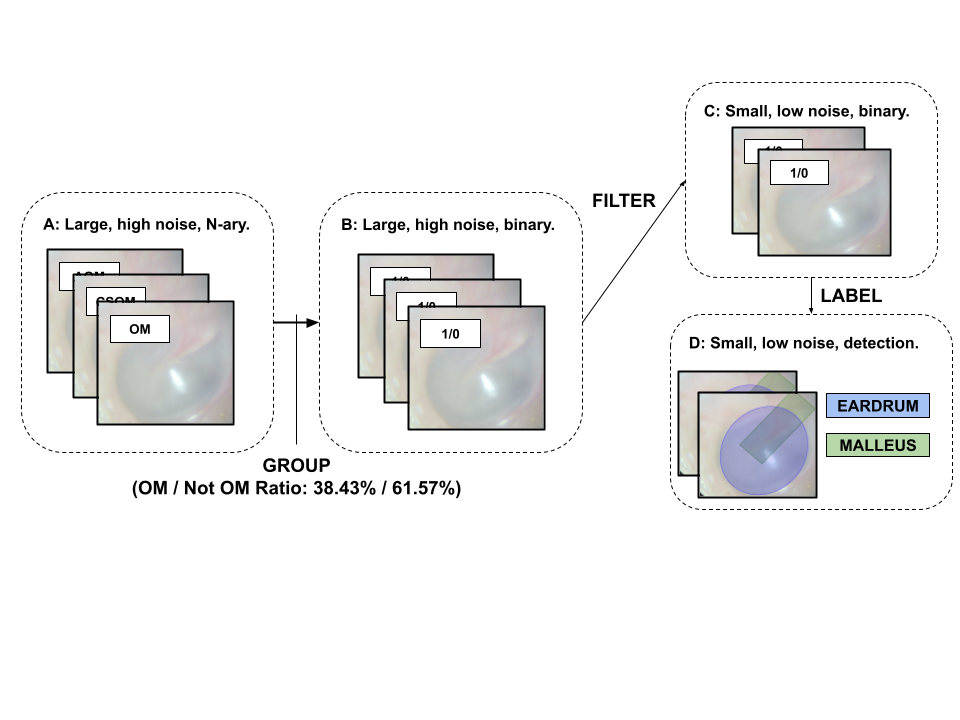 A: Large, high noise, N-ary.
OM
B: Large, high noise, binary.
1/0
GROUP
(OM / Not OM Ratio: 38.43% / 61.57%)
FILTER
C: Small, low noise, binary.
1/0
LABEL
D: Small, low noise, detection.
EARDRUM
MALLEUS